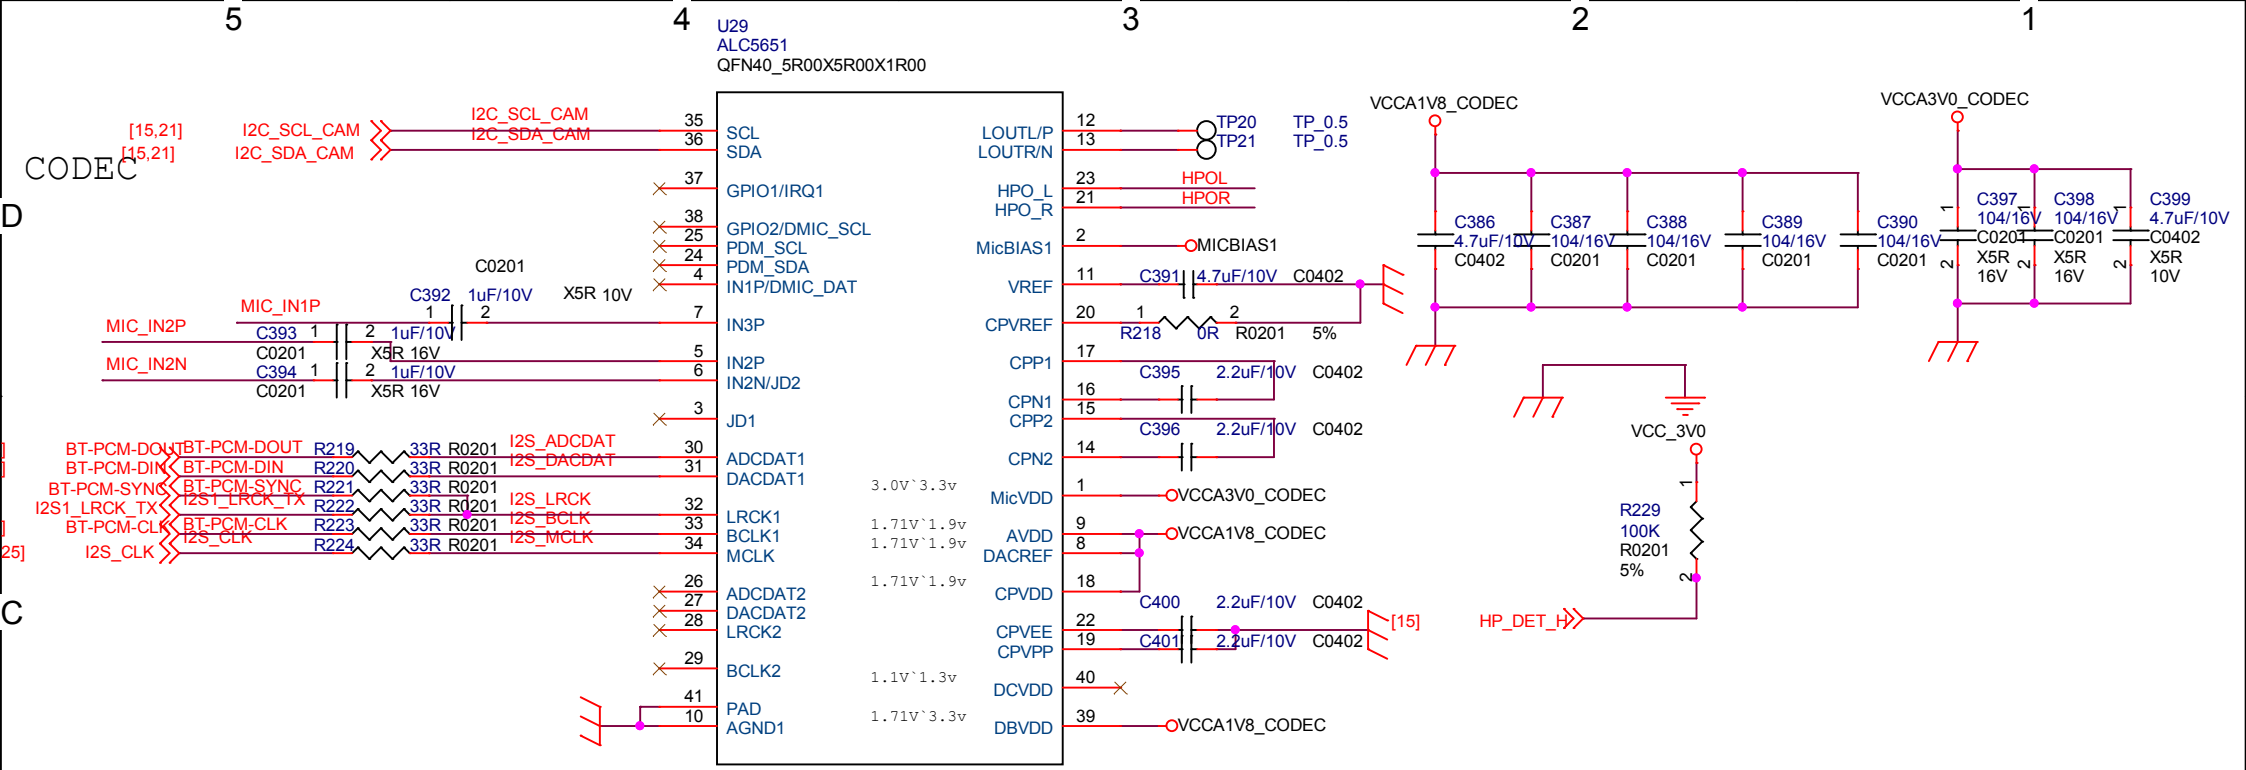 5 4 3 2 1
U29
ALC5651
QFN40_5R00X5R00X1R00
CODEC
D
C
[15,21] I2C_SCL_CAM I2C_SCL_CAM 35 SCL
[15,21] I2C_SDA_CAM I2C_SDA_CAM 36 SDA
37 GPIO1/IRQ1
38 GPIO2/DMIC_SCL
25 PDM_SCL
24 PDM_SDA
4 IN1P/DMIC_DAT
C0201
MIC_IN1P C392 1uF/10V X5R 10V
1 2 7 IN3P
MIC_IN2P C393 1 2 1uF/10V
C0201 X5R 16V 5 IN2P
MIC_IN2N C394 1 2 1uF/10V 6 IN2N/JD2
C0201 X5R 16V
3 JD1
] BT-PCM-DOUT BT-PCM-DOUT R219 33R R0201 I2S_ADCDAT 30 ADCDAT1
] BT-PCM-DIN BT-PCM-DIN R220 33R R0201 I2S_DACDAT 31 DACDAT1
BT-PCM-SYNC BT-PCM-SYNC R221 33R R0201
I2S1_LRCK_TX I2S1_LRCK_TX R222 33R R0201 I2S_LRCK 32 LRCK1
] BT-PCM-CLK BT-PCM-CLK R223 33R R0201 I2S_BCLK 33 BCLK1
25] I2S_CLK I2S_CLK R224 33R R0201 I2S_MCLK 34 MCLK
26 ADCDAT2
27 DACDAT2
28 LRCK2
29 BCLK2
41 PAD
10 AGND1
3.0V`3.3v
1.71V`1.9v
1.71V`1.9v
1.71V`1.9v
1.1V`1.3v
1.71V`3.3v
LOUTL/P 12 TP20 TP_0.5
LOUTR/N 13 TP21 TP_0.5
HPO_L 23 HPOL
HPO_R 21 HPOR
MicBIAS1 2 MICBIAS1
VREF 11 C391 4.7uF/10V C0402
CPVREF 20 1 2
R218 0R R0201 5%
CPP1 17
C395 2.2uF/10V C0402
CPN1 16
CPP2 15
C396 2.2uF/10V C0402
CPN2 14
MicVDD 1 VCCA3V0_CODEC
AVDD 9 VCCA1V8_CODEC
DACREF 8
CPVDD 18
C400 2.2uF/10V C0402
CPVEE 22
CPVPP 19 C401 2.2uF/10V C0402
DCVDD 40
DBVDD 39 VCCA1V8_CODEC
VCCA1V8_CODEC
C386
4.7uF/10V
C0402
C387
104/16V
C0201
C388
104/16V
C0201
C389
104/16V
C0201
C390
104/16V
C0201
VCCA3V0_CODEC
1
2
C397
104/16V
C0201
X5R
16V
1
2
C398
104/16V
C0201
X5R
16V
1
2
C399
4.7uF/10V
C0402
X5R
10V
VCC_3V0
1
R229
100K
R0201
5%
2
[15] HP_DET_H